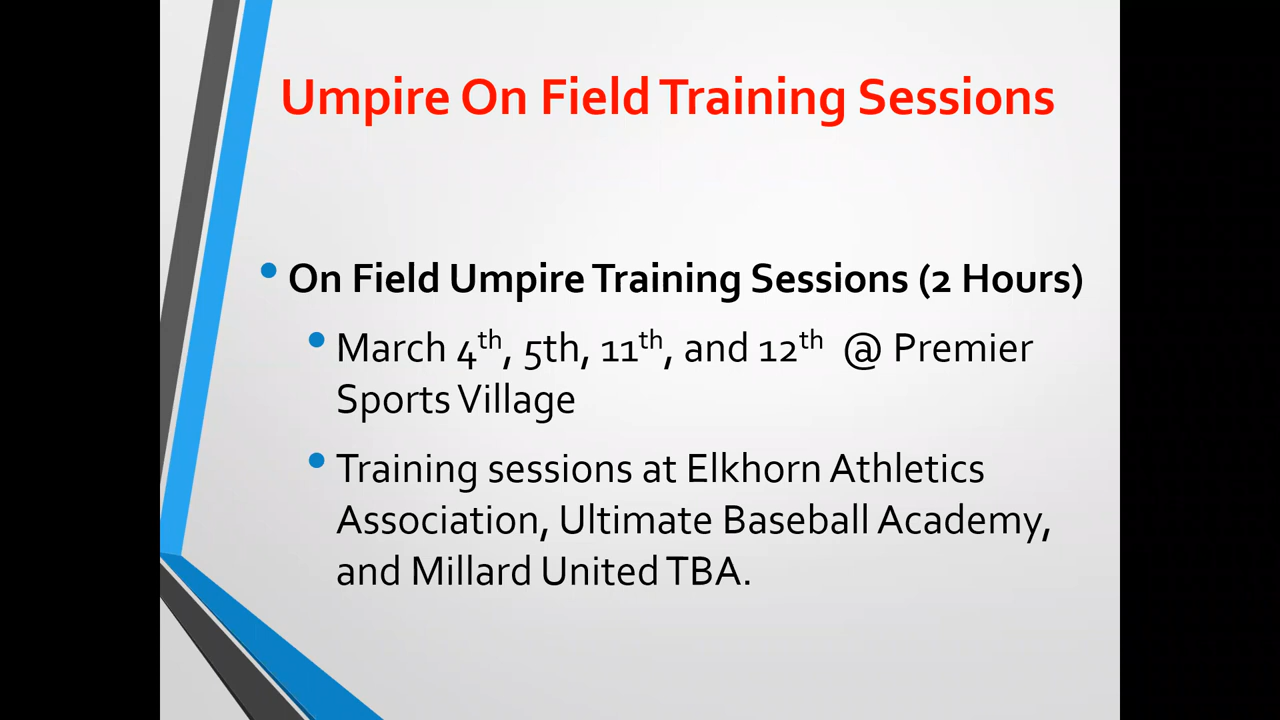 Umpire On Field Training Sessions
• On Field Umpire Training Sessions (2 Hours)
• March 4th, 5th, 11th, and 12th @ Premier
Sports Village
• Training sessions at Elkhorn Athletics
Association, Ultimate Baseball Academy,
and Millard United TBA.